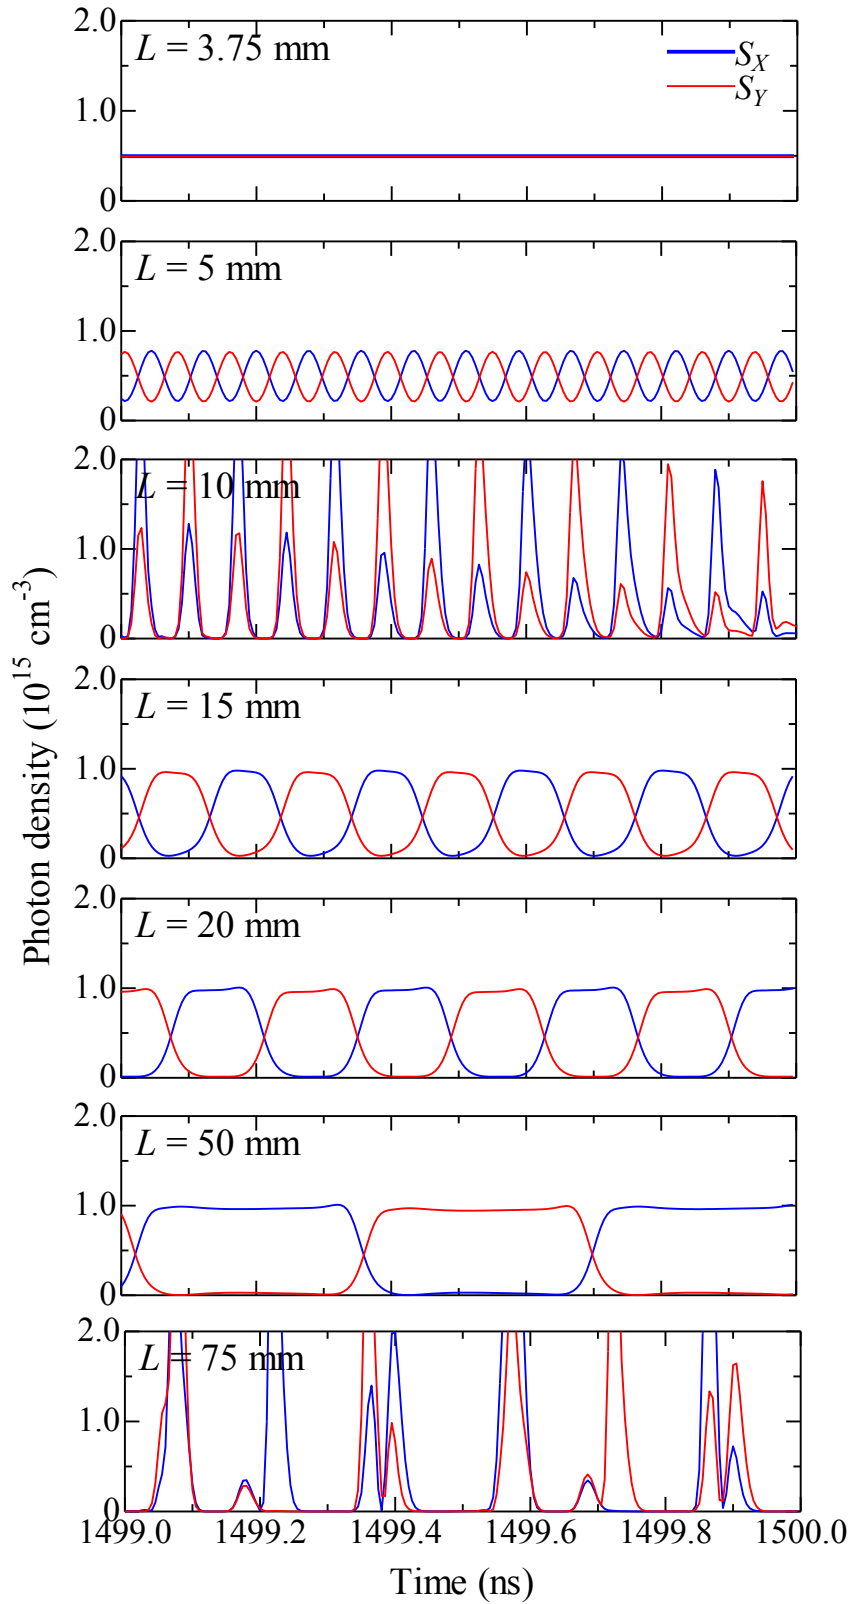 2.0
L = 3.75 mm
S_X
S_Y
1.0
0
2.0
L = 5 mm
1.0
0
2.0
L = 10 mm
1.0
0
2.0
L = 15 mm
1.0
0
Photon density (10^15 cm^-3)
2.0
L = 20 mm
1.0
0
2.0
L = 50 mm
1.0
0
2.0
L = 75 mm
1.0
0
1499.0 1499.2 1499.4 1499.6 1499.8 1500.0
Time (ns)